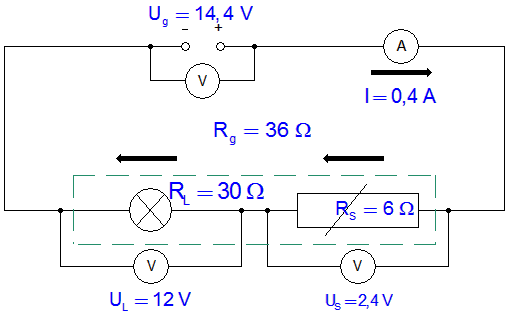 U_g = 14,4 V
- +
V
A
I = 0,4 A
R_g = 36 Ω
R_L = 30 Ω
R_S = 6 Ω
V
V
U_L = 12 V
U_S = 2,4 V